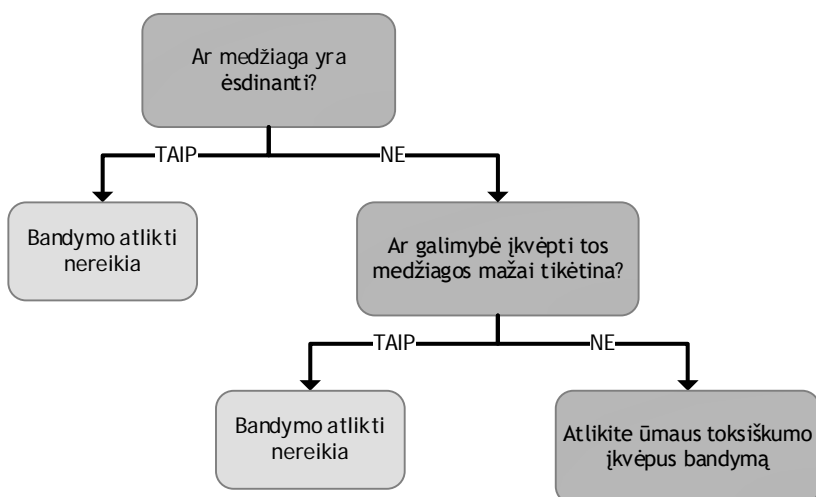 Ar medžiaga yra
ėsdinanti?
TAIP
NE
Bandymo atlikti
nereikia
Ar galimybė įkvėpti tos
medžiagos mažai tikėtina?
TAIP
NE
Bandymo atlikti
nereikia
Atlikite ūmaus toksiškumo
įkvėpus bandymą